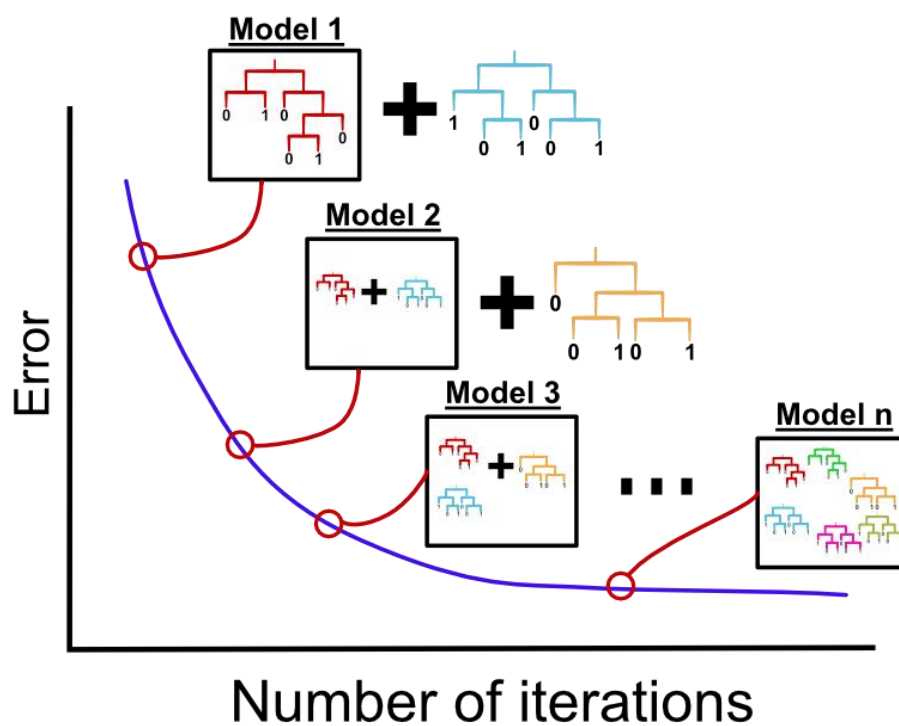 Model 1
0 1 0
0
0 1
1 0
0 1 0 1
Model 2
0
0 1 0 1
Error
Model 3
Model n
...
Number of iterations